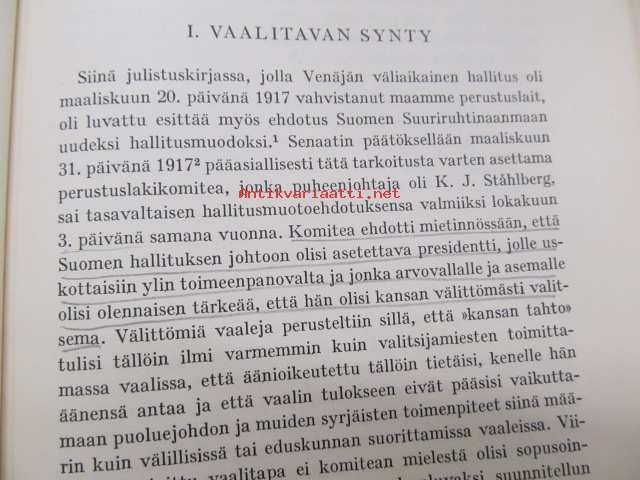 I. VAALITAVAN SYNTY
Siinä julistuskirjassa, jolla Venäjän väliaikainen hallitus oli
maaliskuun 20. päivänä 1917 vahvistanut maamme perustuslait,
oli luvattu esittää myös ehdotus Suomen Suuriruhtinaanmaan
uudeksi hallitusmuodoksi.¹ Senaatin päätöksellään maaliskuun
31. päivänä 1917² pääasiallisesti tätä tarkoitusta varten asettama
perustuslakikomitea, jonka puheenjohtaja oli K. J. Ståhlberg,
Antikvariaatti.net
sai tasavaltaisen hallitusmuotoehdotuksensa valmiiksi lokakuun
3. päivänä samana vuonna. Komitea ehdotti mietinnössään, että
Suomen hallituksen johtoon olisi asetettava presidentti, jolle us-
kottaisiin ylin toimeenpanovalta ja jonka arvovallalle ja asemalle
olisi olennaisen tärkeää, että hän olisi kansan välittömästi valit-
sema. Välittömiä vaaleja perusteltiin sillä, että »kansan tahto»
tulisi tällöin ilmi varmemmin kuin valitsijamiesten toimitta-
massa vaalissa, että äänioikeutettu tällöin tietäisi, kenelle hän
äänensä antaa ja että vaalin tulokseen eivät pääsisi vaikutta-
maan puoluejohdon ja muiden syrjäisten toimenpiteet siinä mää-
rin kuin välillisissä tai eduskunnan suorittamissa vaaleissa. Vii-
vaalitapa ei komitean mielestä olisi sopusoin-
suunnitellun